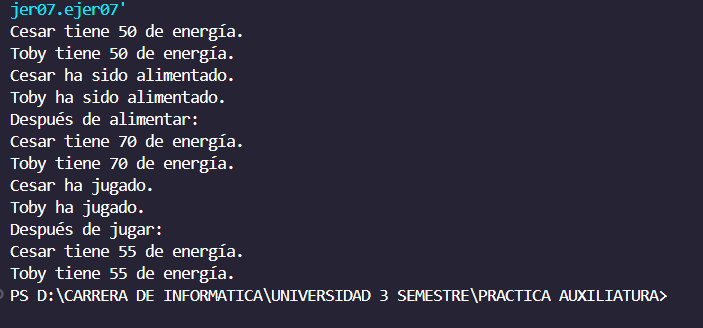 jer07.ejer07'
Cesar tiene 50 de energía.
Toby tiene 50 de energía.
Cesar ha sido alimentado.
Toby ha sido alimentado.
Después de alimentar:
Cesar tiene 70 de energía.
Toby tiene 70 de energía.
Cesar ha jugado.
Toby ha jugado.
Después de jugar:
Cesar tiene 55 de energía.
Toby tiene 55 de energía.
PS D:\CARRERA DE INFORMATICA\UNIVERSIDAD 3 SEMESTRE\PRACTICA AUXILIATURA>